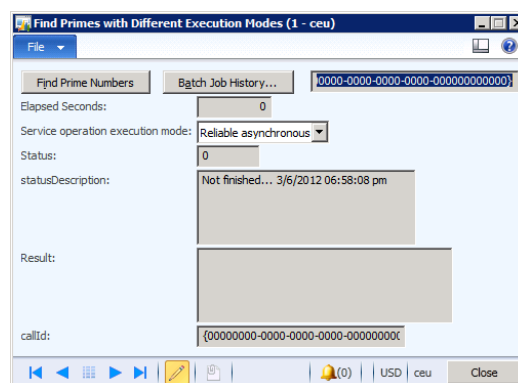 Find Primes with Different Execution Modes (1 - ceu)
File
Find Prime Numbers Batch Job History... 0000-0000-0000-0000-000000000000}
Elapsed Seconds: 0
Service operation execution mode: Reliable asynchronous
Status: 0
statusDescription: Not finished... 3/6/2012 06:58:08 pm
Result:
callId: {00000000-0000-0000-0000-00000000
(0) USD ceu Close